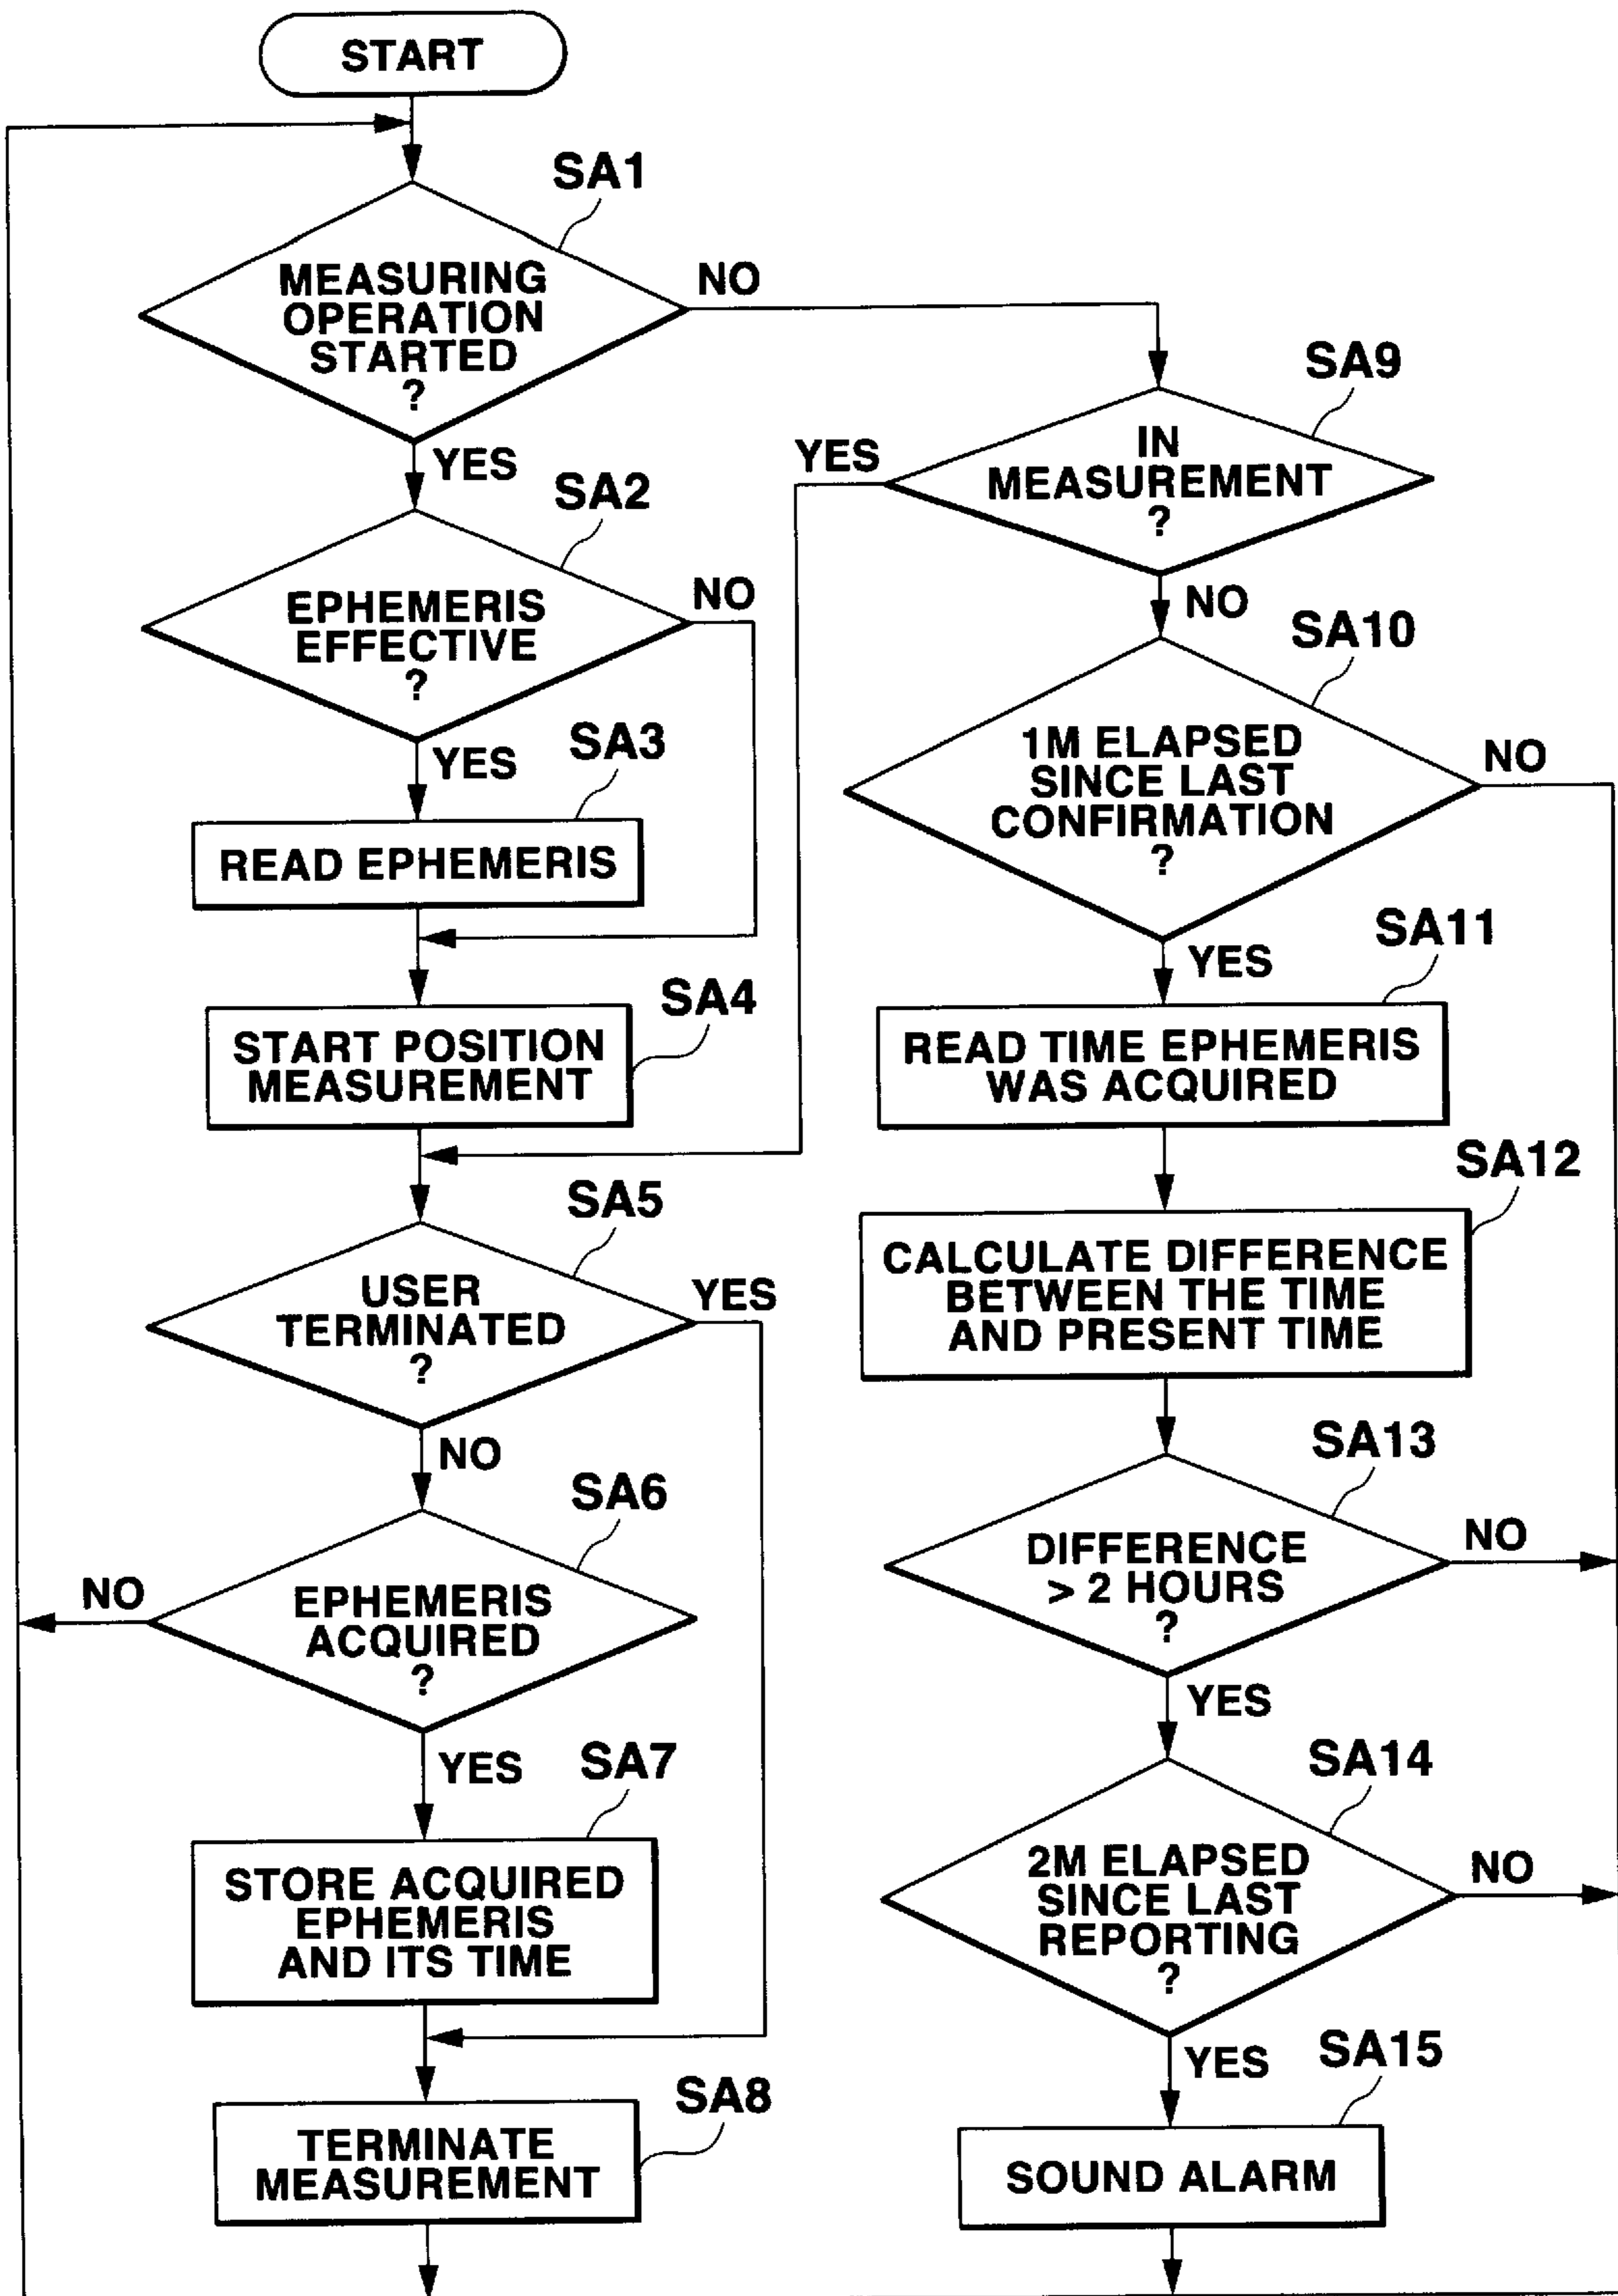 START
SA1
MEASURING
OPERATION
STARTED
?
NO
YES
SA2
EPHEMERIS
EFFECTIVE
?
NO
YES
SA3
READ EPHEMERIS
SA4
START POSITION
MEASUREMENT
SA5
USER
TERMINATED
?
YES
NO
SA6
EPHEMERIS
ACQUIRED
?
NO
YES
SA7
STORE ACQUIRED
EPHEMERIS
AND ITS TIME
SA8
TERMINATE
MEASUREMENT
SA9
IN
MEASUREMENT
?
YES
NO
SA10
1M ELAPSED
SINCE LAST
CONFIRMATION
?
NO
YES
SA11
READ TIME EPHEMERIS
WAS ACQUIRED
SA12
CALCULATE DIFFERENCE
BETWEEN THE TIME
AND PRESENT TIME
SA13
DIFFERENCE
> 2 HOURS
?
NO
YES
SA14
2M ELAPSED
SINCE LAST
REPORTING
?
NO
YES
SA15
SOUND ALARM